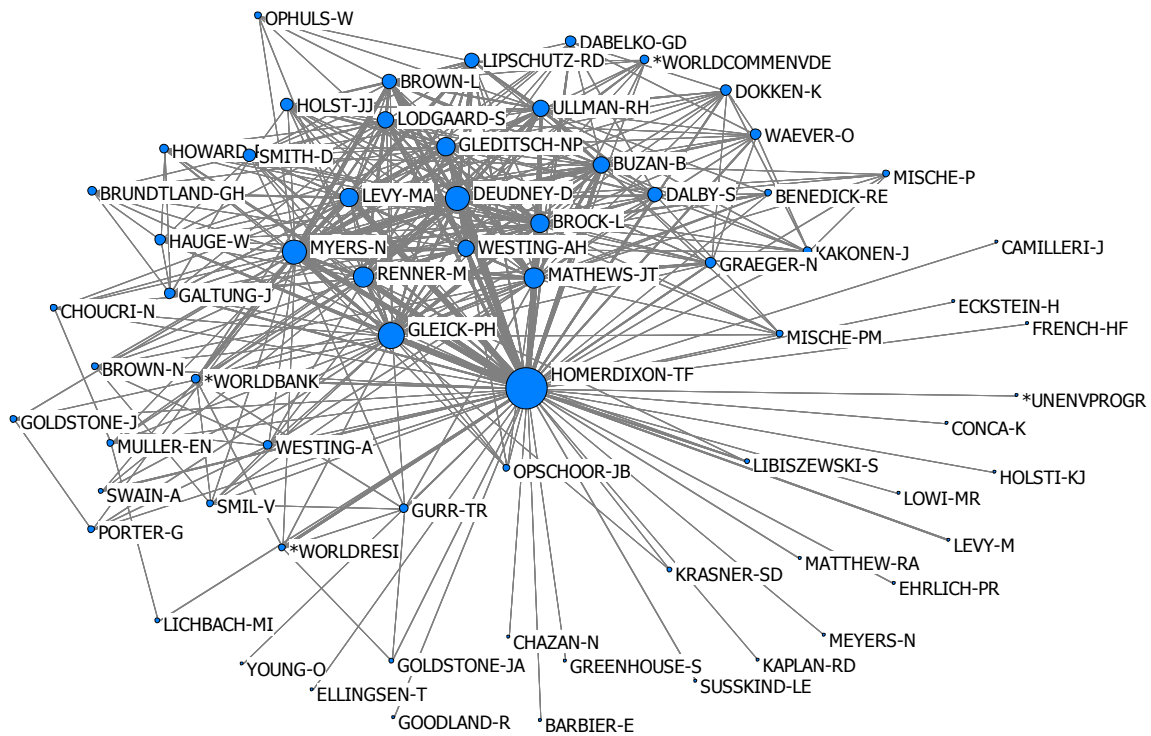 OPHULS-W
DABELKO-GD
LIPSCHUTZ-RD
*WORLDCOMMENVDE
BROWN-L
DOKKEN-K
HOLST-JJ
ULLMAN-RH
LODGAARD-S
WAEVER-O
GLEDITSCH-NP
HOWARD-
SMITH-D
BUZAN-B
MISCHE-P
BRUNDTLAND-GH
LEVY-MA
DEUDNEY-D
DALBY-S
BENEDICK-RE
BROCK-L
HAUGE-W
MYERS-N
WESTING-AH
KAKONEN-J
CAMILLERI-J
GRAEGER-N
RENNER-M
MATHEWS-JT
GALTUNG-J
CHOUCRI-N
ECKSTEIN-H
GLEICK-PH
FRENCH-HF
MISCHE-PM
BROWN-N
*WORLDBANK
HOMERDIXON-TF
*UNENVPROGR
GOLDSTONE-J
CONCA-K
MULLER-EN
WESTING-A
OPSCHOOR-JB
LIBISZEWSKI-S
HOLSTI-KJ
SWAIN-A
SMIL-V
LOWI-MR
GURR-TR
PORTER-G
*WORLDRESI
LEVY-M
MATTHEW-RA
KRASNER-SD
EHRLICH-PR
LICHBACH-MI
CHAZAN-N
MEYERS-N
YOUNG-O
GOLDSTONE-JA
GREENHOUSE-S
KAPLAN-RD
ELLINGSEN-T
SUSSKIND-LE
GOODLAND-R
BARBIER-E